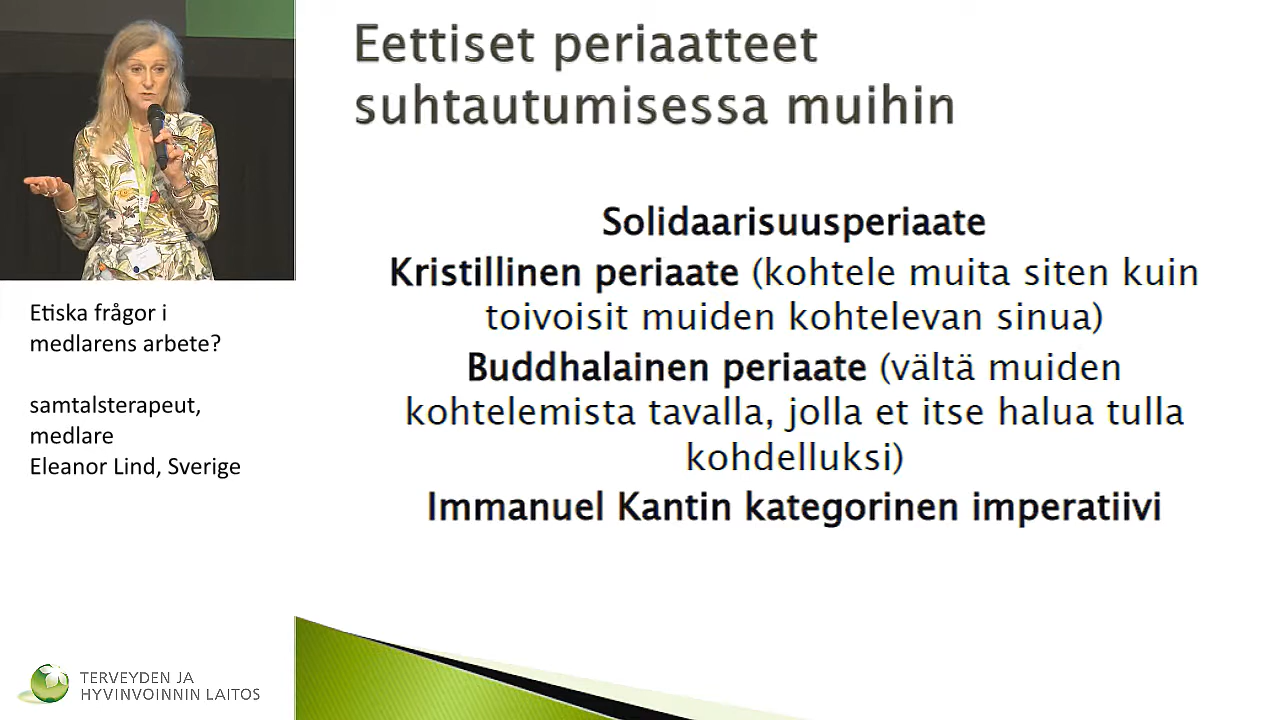 Eettiset periaatteet
suhtautumisessa muihin
Solidaarisuusperiaate
Kristillinen periaate (kohtele muita siten kuin
toivoisit muiden kohtelevan sinua)
Buddhalainen periaate (vältä muiden
kohtelemista tavalla, jolla et itse halua tulla
kohdelluksi)
Immanuel Kantin kategorinen imperatiivi
Etiska frågor i
medlarens arbete?
samtalsterapeut,
medlare
Eleanor Lind, Sverige
TERVEYDEN JA
HYVINVOINNIN LAITOS